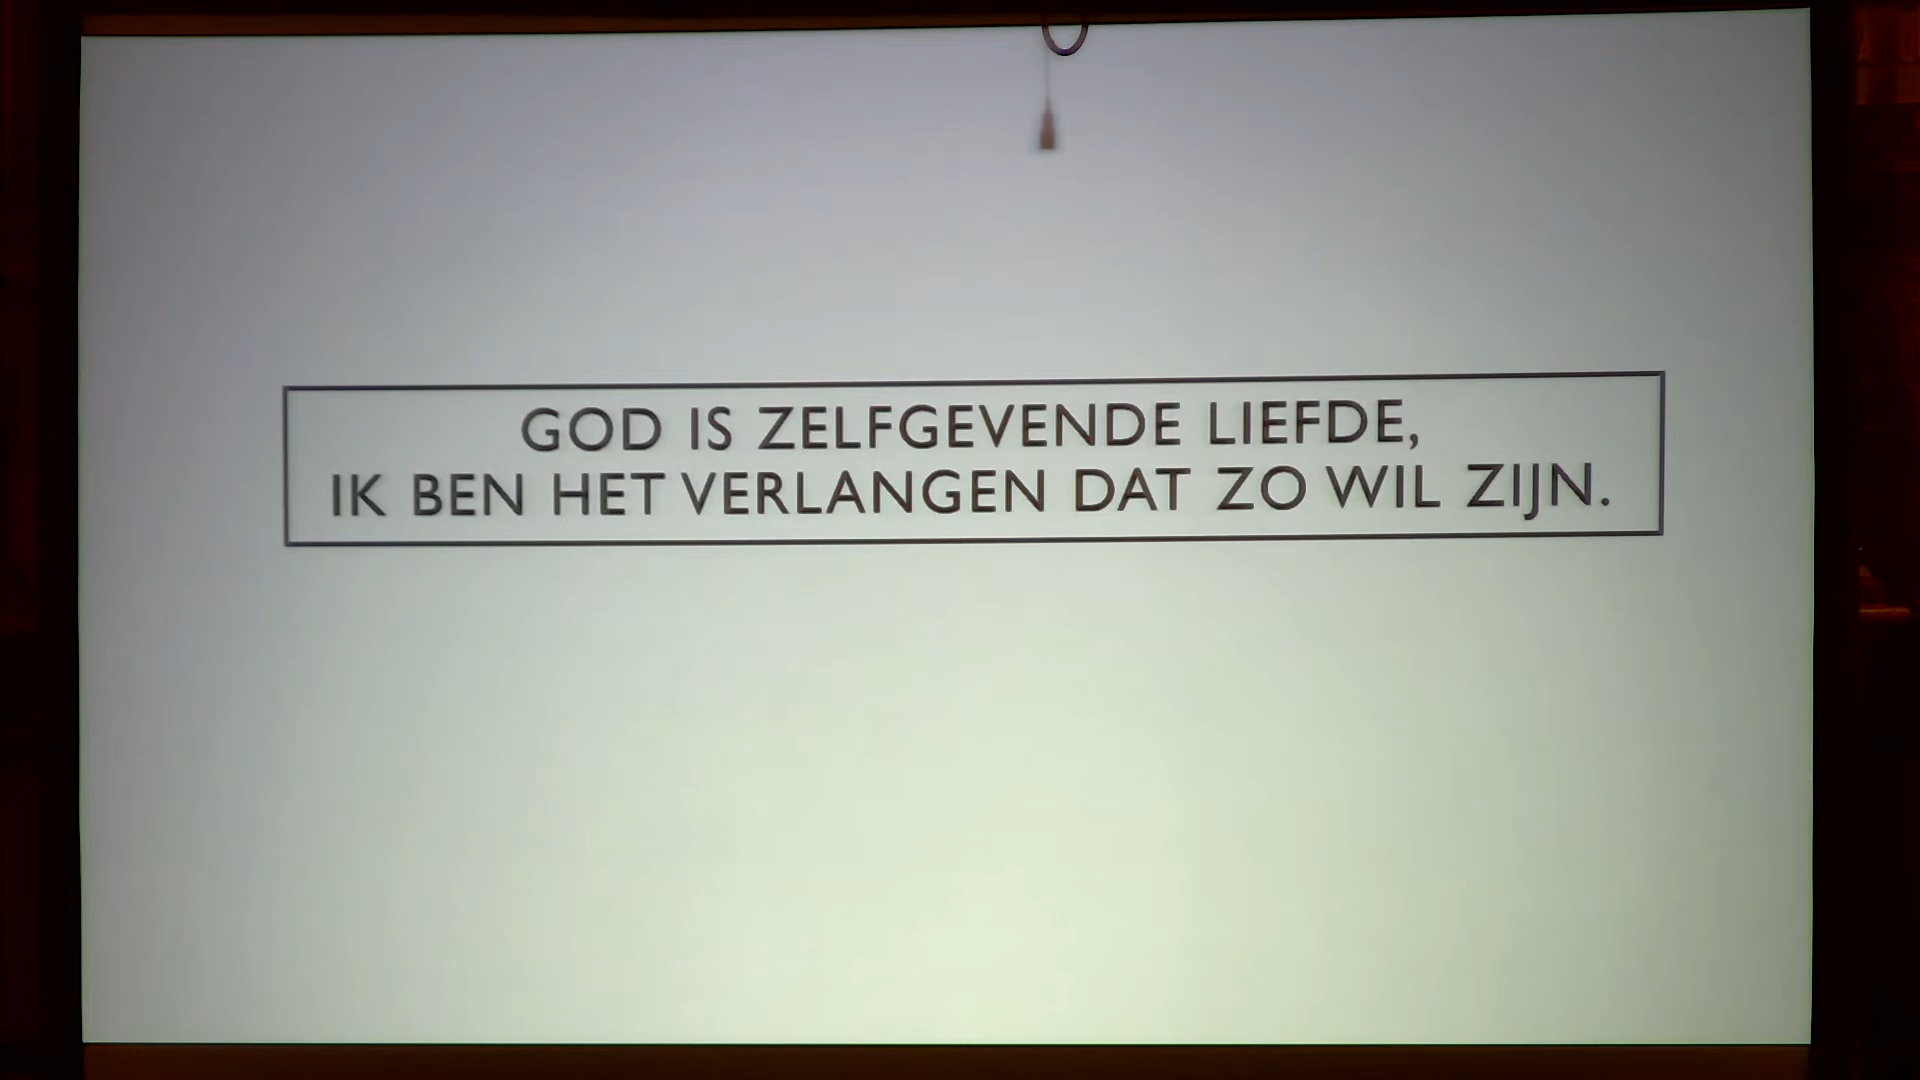 GOD IS ZELFGEVENDE LIEFDE,
IK BEN HET VERLANGEN DAT ZO WIL ZIJN.